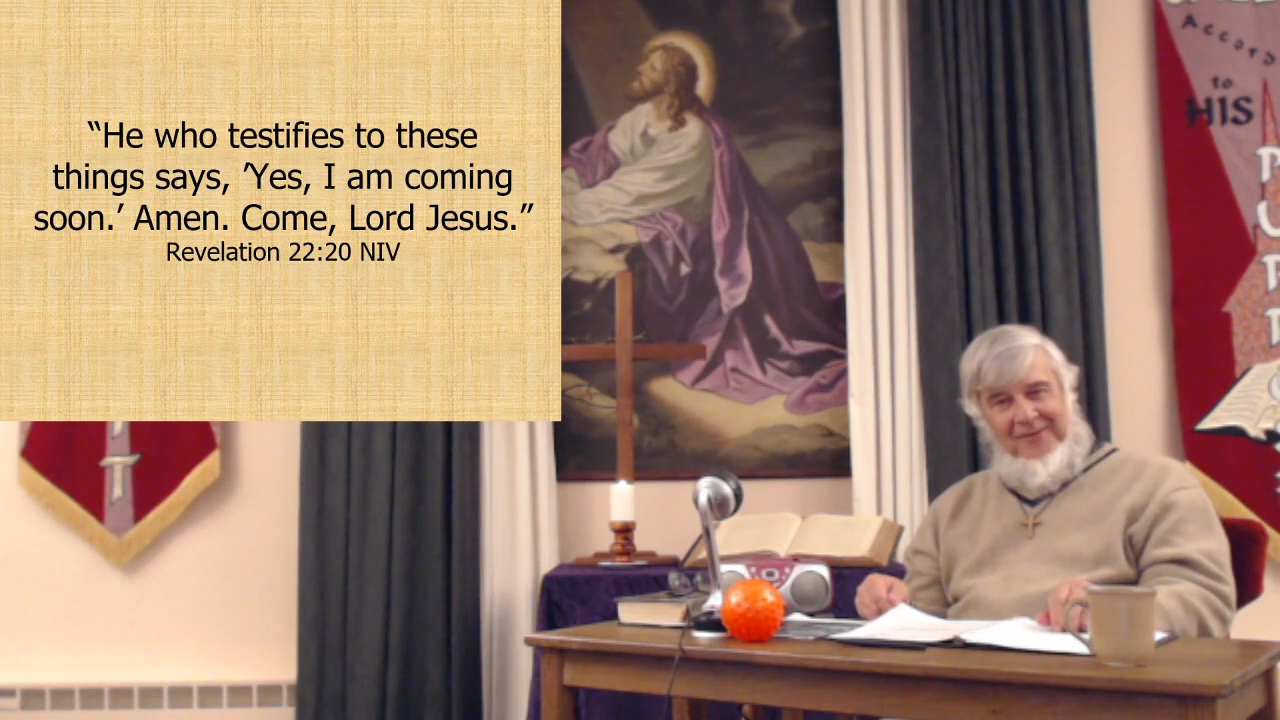 “He who testifies to these
things says, ’Yes, I am coming
soon.’ Amen. Come, Lord Jesus.”
Revelation 22:20 NIV
to
HIS